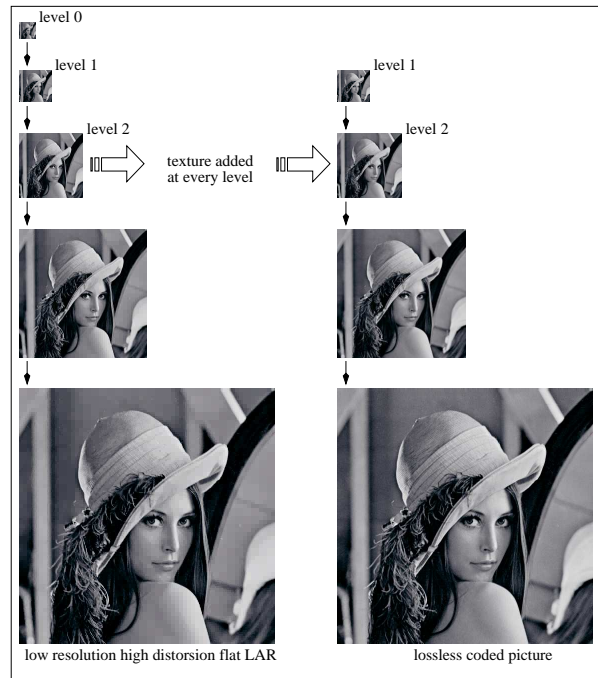 level 0
level 1
level 2
texture added
at every level
level 1
level 2
low resolution high distorsion flat LAR
lossless coded picture